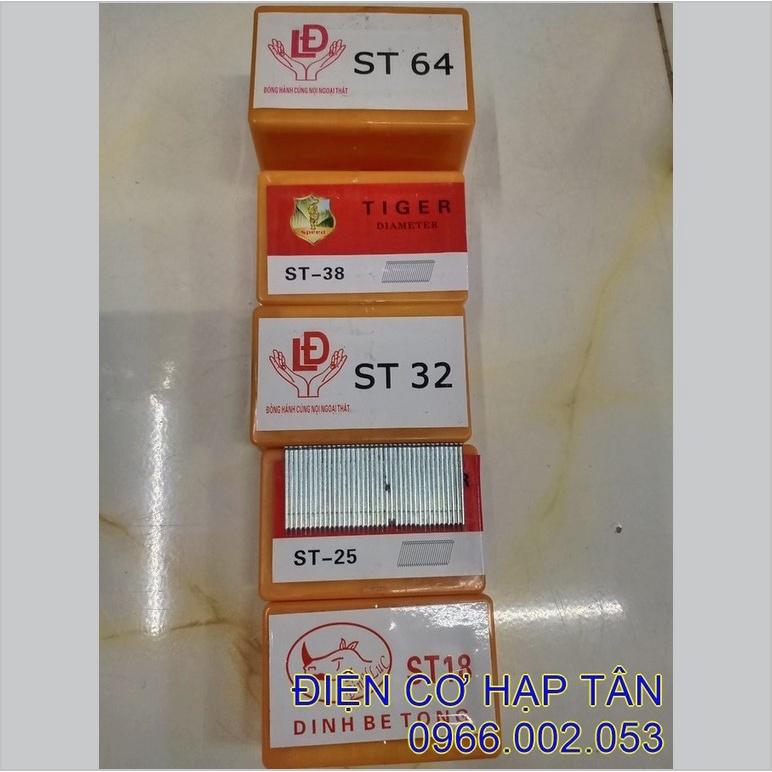 LĐ
ST 64
ĐỒNG HÀNH CÙNG NỘI NGOẠI THẤT
TIGER
DIAMETER
Speed
ST-38
LĐ
ST 32
ĐỒNG HÀNH CÙNG NỘI NGOẠI THẤT
R
ST-25
ST18
DINH BE TONG
ĐIỆN CƠ HẠP TÂN
0966.002.053